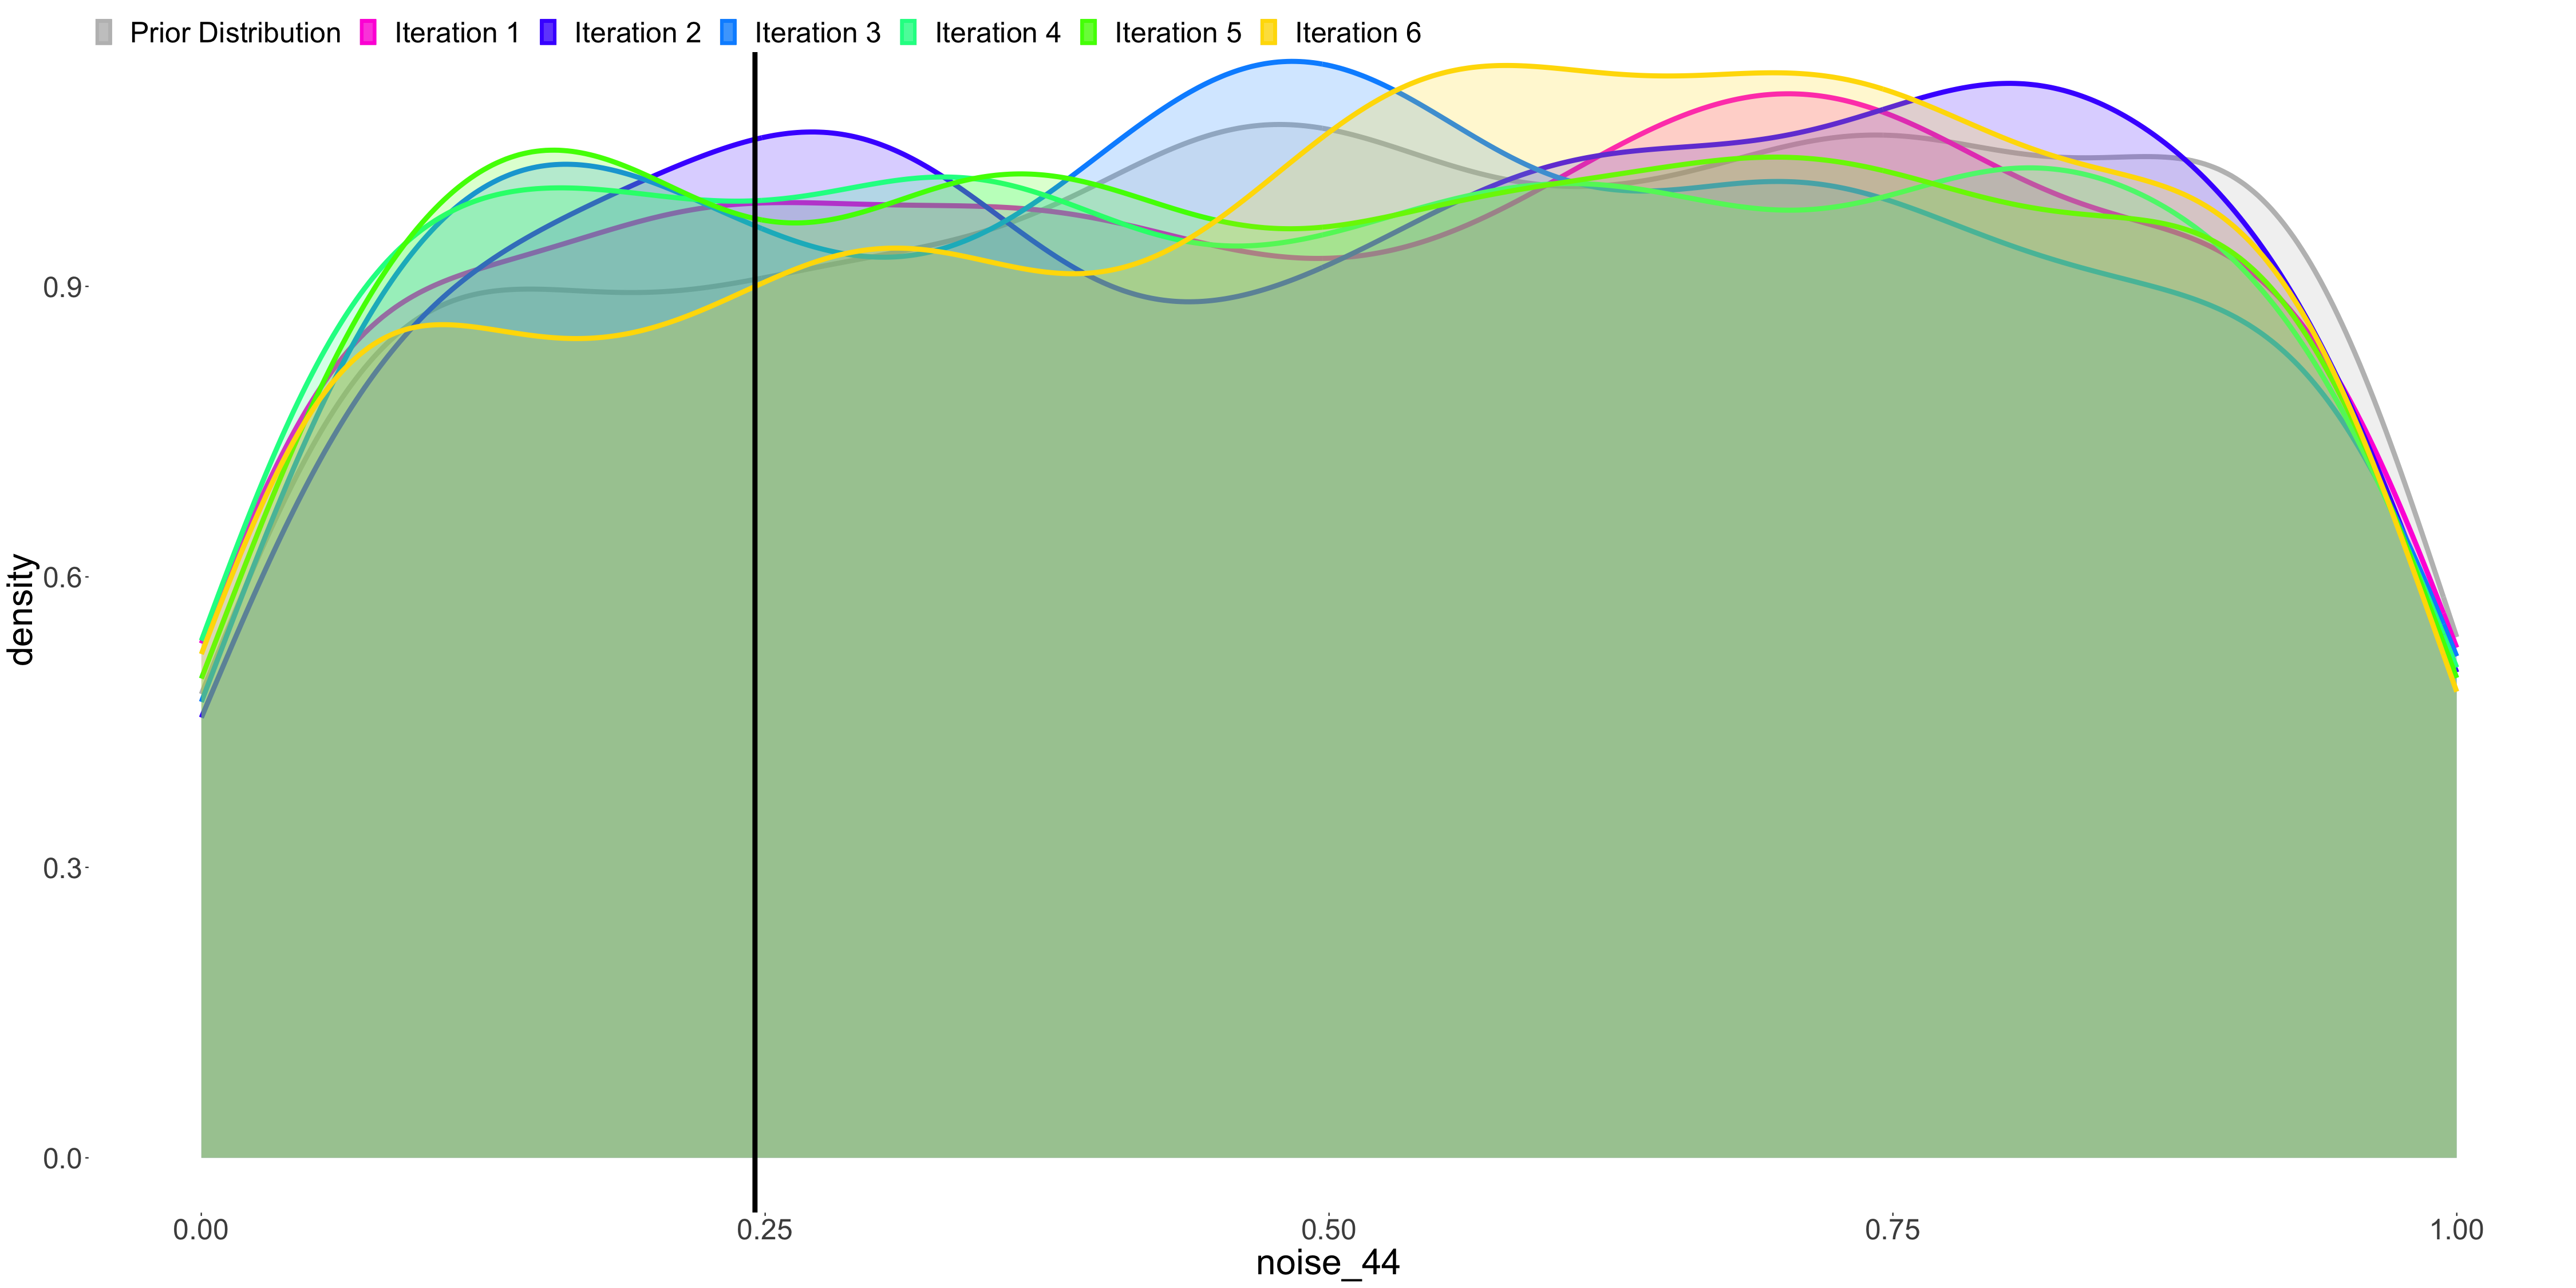 Prior Distribution Iteration 1 Iteration 2 Iteration 3 Iteration 4 Iteration 5 Iteration 6
density
0.9
0.6
0.3
0.0
0.00 0.25 0.50 0.75 1.00
noise_44